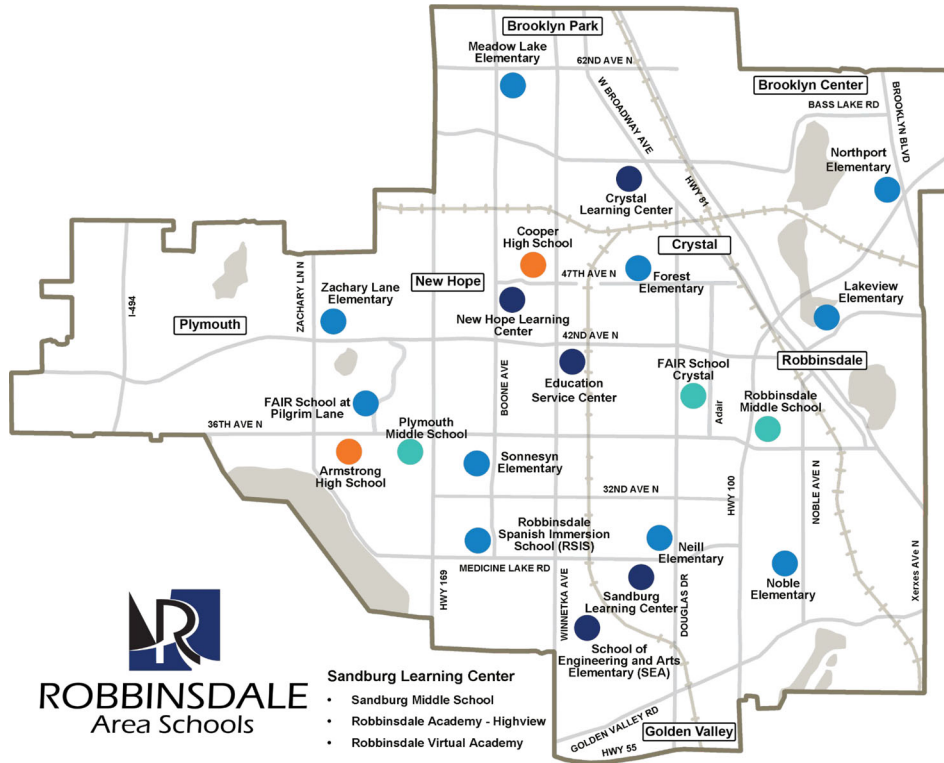 Brooklyn Park
Meadow Lake
Elementary
62ND AVE N
W BROADWAY AVE
Brooklyn Center
BASS LAKE RD
BROOKLYN BLVD
Northport
Elementary
HWY 81
Crystal
Learning Center
Cooper
High School
Crystal
47TH AVE N
Forest
Elementary
New Hope
Lakeview
Elementary
I-494
ZACHARY LN N
Zachary Lane
Elementary
Plymouth
New Hope Learning
Center
42ND AVE N
Robbinsdale
BOONE AVE
Education
Service Center
FAIR School
Crystal
Adair
Robbinsdale
Middle School
FAIR School at
Pilgrim Lane
36TH AVE N
Plymouth
Middle School
Armstrong
High School
Sonnesyn
Elementary
32ND AVE N
HWY 100
NOBLE AVE N
Robbinsdale
Spanish Immersion
School (RSIS)
MEDICINE LAKE RD
Neill
Elementary
HWY 169
WINNETKA AVE
DOUGLAS DR
Sandburg
Learning Center
Noble
Elementary
Xerxes AVe N
School of
Engineering and Arts
Elementary (SEA)
GOLDEN VALLEY RD
HWY 55
Golden Valley
R
ROBBINSDALE
Area Schools
Sandburg Learning Center
• Sandburg Middle School
• Robbinsdale Academy - Highview
• Robbinsdale Virtual Academy